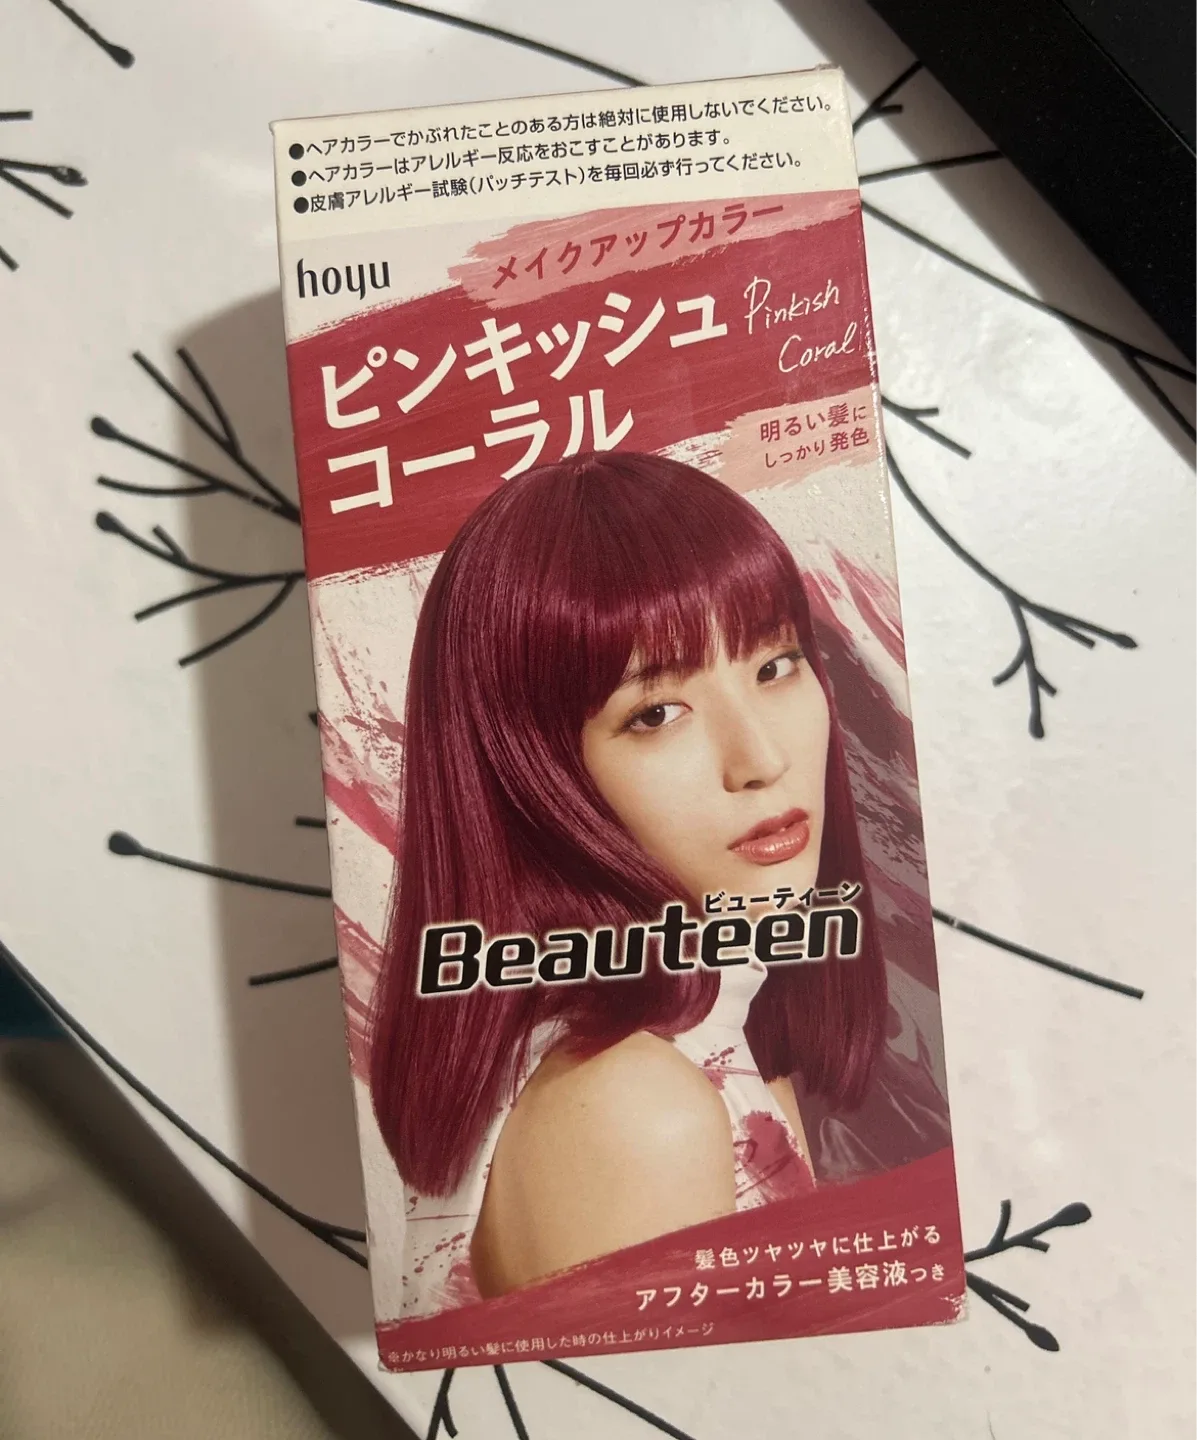 ●ヘアカラーでかぶれたことのある方は絶対に使用しないでください。
●ヘアカラーはアレルギー反応をおこすことがあります。
●皮膚アレルギー試験(パッチテスト)を毎回必ず行ってください。
hoyu
メイクアップカラー
ピンキッシュ
コーラル
Pinkish
Coral
明るい髪に
しっかり発色
ビューティーン
Beauteen
髪色ツヤツヤに仕上がる
アフターカラー美容液つき
※かなり明るい髪に使用した時の仕上がりイメージ